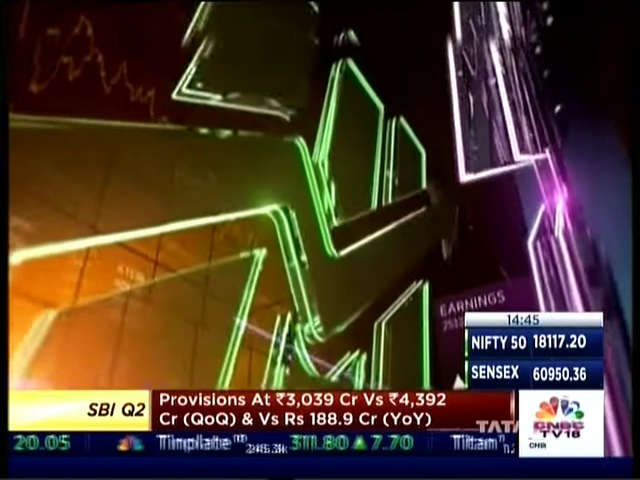 EARNINGS
14:45
NIFTY 50 18117.20
SENSEX 60950.36
SBI Q2
Provisions At ₹3,039 Cr Vs ₹4,392
Cr (QoQ) & Vs Rs 188.9 Cr (YoY)
TATA
CNBC
TV18
20.05 Tinplate 311.80 ▲ 7.70 Titan